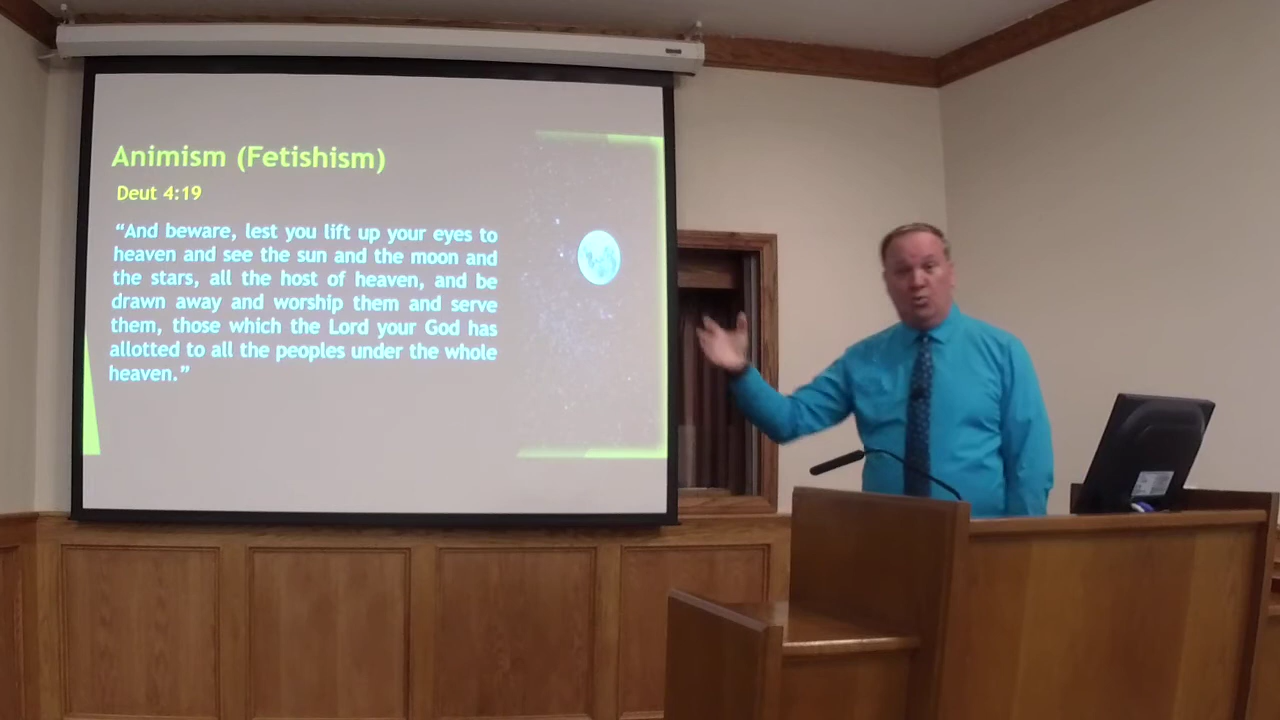 Animism (Fetishism)
Deut 4:19
“And beware, lest you lift up your eyes to
heaven and see the sun and the moon and
the stars, all the host of heaven, and be
drawn away and worship them and serve
them, those which the Lord your God has
allotted to all the peoples under the whole
heaven.”